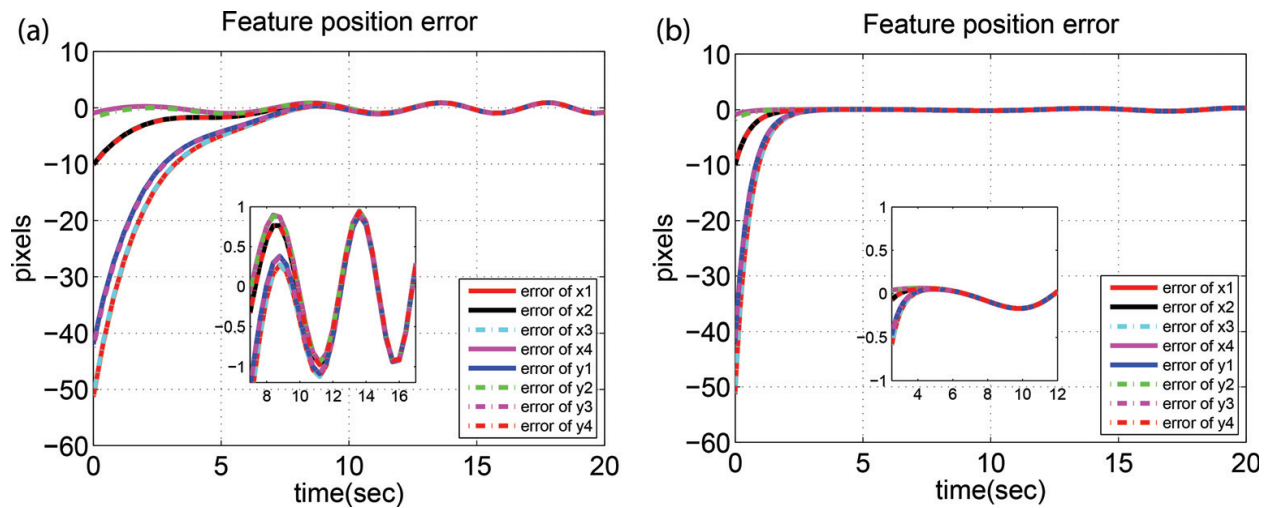 (a)
Feature position error
pixels
10
0
−10
−20
−30
−40
−50
−60
0 5 10 15 20
time(sec)
1
0.5
0
−0.5
−1
8 10 12 14 16
error of x1
error of x2
error of x3
error of x4
error of y1
error of y2
error of y3
error of y4
(b)
Feature position error
pixels
10
0
−10
−20
−30
−40
−50
−60
0 5 10 15 20
time(sec)
1
0.5
0
−0.5
−1
4 6 8 10 12
error of x1
error of x2
error of x3
error of x4
error of y1
error of y2
error of y3
error of y4